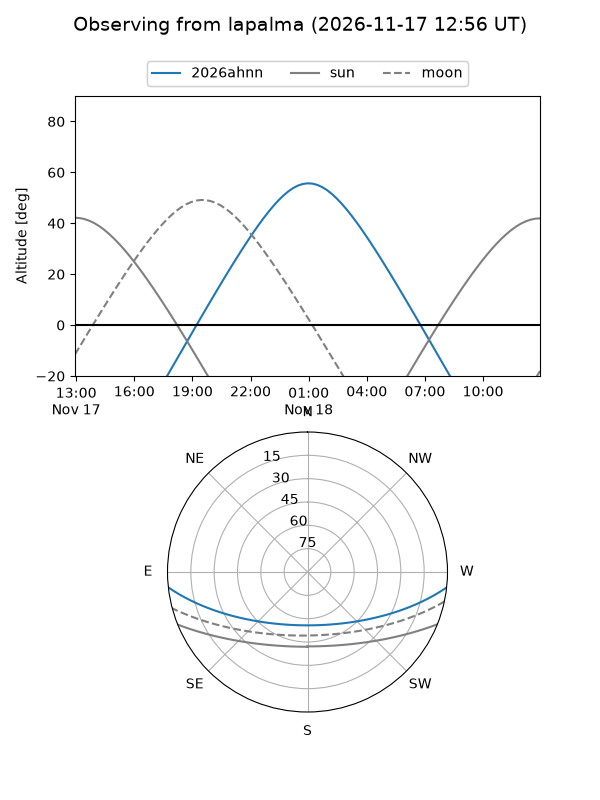 Observing from lapalma (2026-11-17 12:56 UT)
2026ahnn sun moon
80
60
40
20
0
−20
Altitude [deg]
13:00 16:00 19:00 22:00 01:00 04:00 07:00 10:00
Nov 17 Nov 18
N
NE NW
15
30
45
60
75
E W
SE SW
S